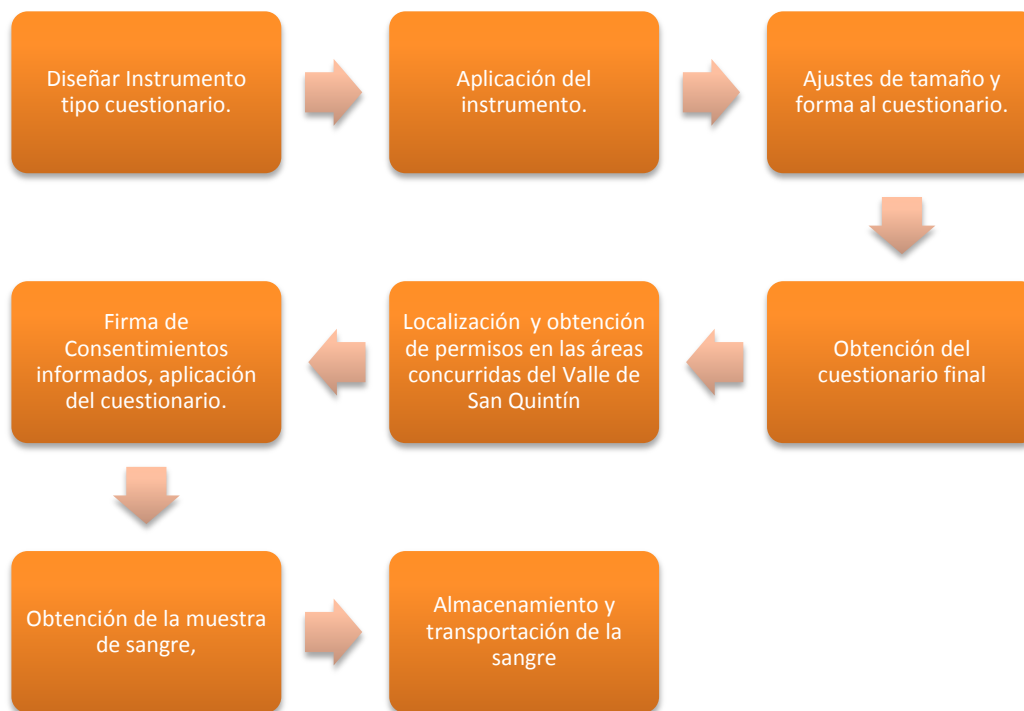 Diseñar Instrumento
tipo cuestionario.
Aplicación del
instrumento.
Ajustes de tamaño y
forma al cuestionario.
Obtención del
cuestionario final
Localización  y obtención
de permisos en las áreas
concurridas del Valle de
San Quintín
Firma de
Consentimientos
informados, aplicación
del cuestionario.
Obtención de la muestra
de sangre,
Almacenamiento y
transportación de la
sangre